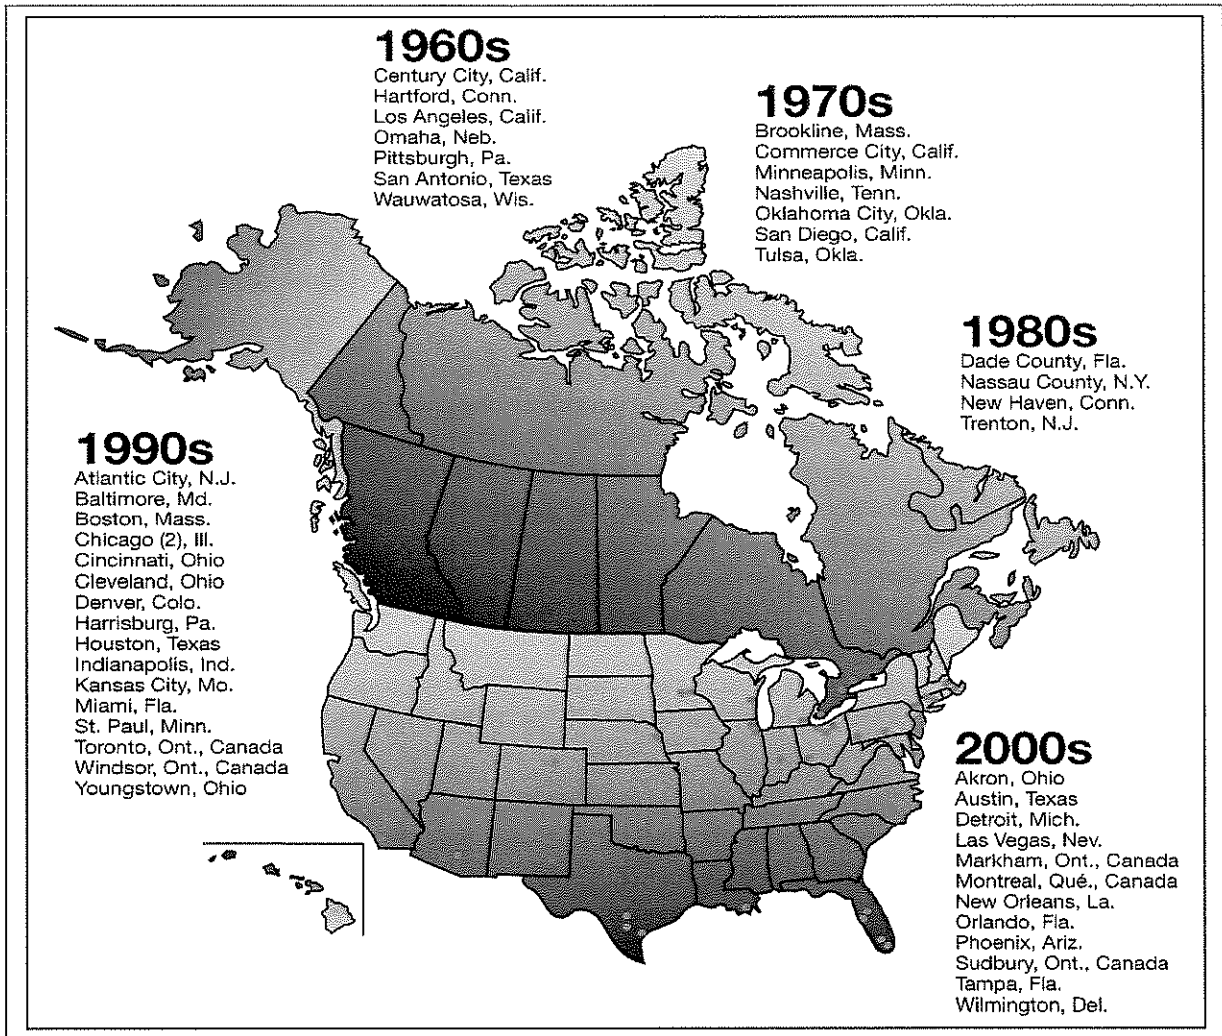 1960s
Century City, Calif.
Hartford, Conn.
Los Angeles, Calif.
Omaha, Neb.
Pittsburgh, Pa.
San Antonio, Texas
Wauwatosa, Wis.
1970s
Brookline, Mass.
Commerce City, Calif.
Minneapolis, Minn.
Nashville, Tenn.
Oklahoma City, Okla.
San Diego, Calif.
Tulsa, Okla.
1980s
Dade County, Fla.
Nassau County, N.Y.
New Haven, Conn.
Trenton, N.J.
1990s
Atlantic City, N.J.
Baltimore, Md.
Boston, Mass.
Chicago (2), Ill.
Cincinnati, Ohio
Cleveland, Ohio
Denver, Colo.
Harrisburg, Pa.
Houston, Texas
Indianapolis, Ind.
Kansas City, Mo.
Miami, Fla.
St. Paul, Minn.
Toronto, Ont., Canada
Windsor, Ont., Canada
Youngstown, Ohio
2000s
Akron, Ohio
Austin, Texas
Detroit, Mich.
Las Vegas, Nev.
Markham, Ont., Canada
Montreal, Qué., Canada
New Orleans, La.
Orlando, Fla.
Phoenix, Ariz.
Sudbury, Ont., Canada
Tampa, Fla.
Wilmington, Del.